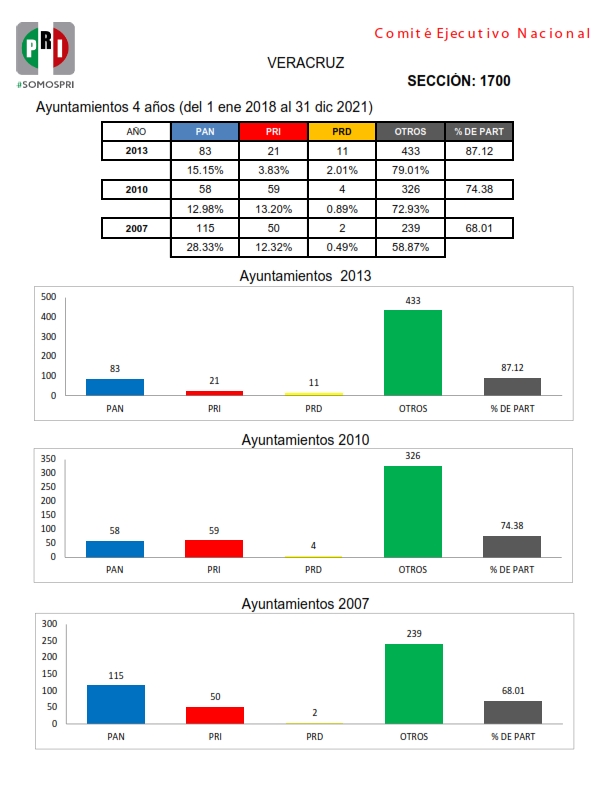 Comité Ejecutivo Nacional
PRI
#SOMOSPRI
VERACRUZ
SECCIÓN: 1700
Ayuntamientos 4 años (del 1 ene 2018 al 31 dic 2021)
AÑO PAN PRI PRD OTROS % DE PART
2013 83 21 11 433 87.12
15.15% 3.83% 2.01% 79.01%
2010 58 59 4 326 74.38
12.98% 13.20% 0.89% 72.93%
2007 115 50 2 239 68.01
28.33% 12.32% 0.49% 58.87%
Ayuntamientos 2013
500
400
300
200
100
0
83 21 11 433 87.12
PAN PRI PRD OTROS % DE PART
Ayuntamientos 2010
350
300
250
200
150
100
50
0
58 59 4 326 74.38
PAN PRI PRD OTROS % DE PART
Ayuntamientos 2007
300
250
200
150
100
50
0
115 50 2 239 68.01
PAN PRI PRD OTROS % DE PART